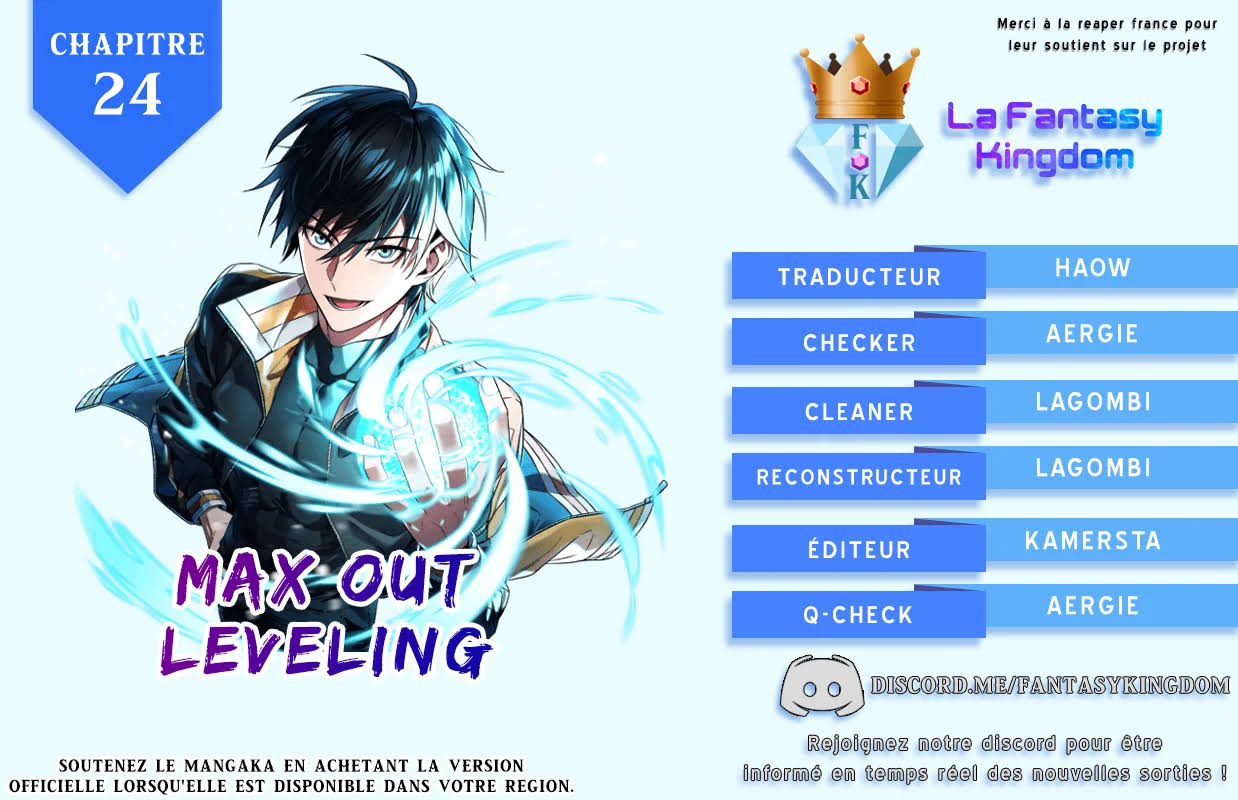 CHAPITRE
24
MAX OUT
LEVELING
SOUTENEZ LE MANGAKA EN ACHETANT LA VERSION
OFFICIELLE LORSQU'ELLE EST DISPONIBLE DANS VOTRE REGION.
Merci à la reaper france pour
leur soutient sur le projet
F
K
La Fantasy
Kingdom
TRADUCTEUR HAOW
CHECKER AERGIE
CLEANER LAGOMBI
RECONSTRUCTEUR LAGOMBI
ÉDITEUR KAMERSTA
Q-CHECK AERGIE
DISCORD.ME/FANTASYKINGDOM
Rejoignez notre discord pour être
informé en temps réel des nouvelles sorties !